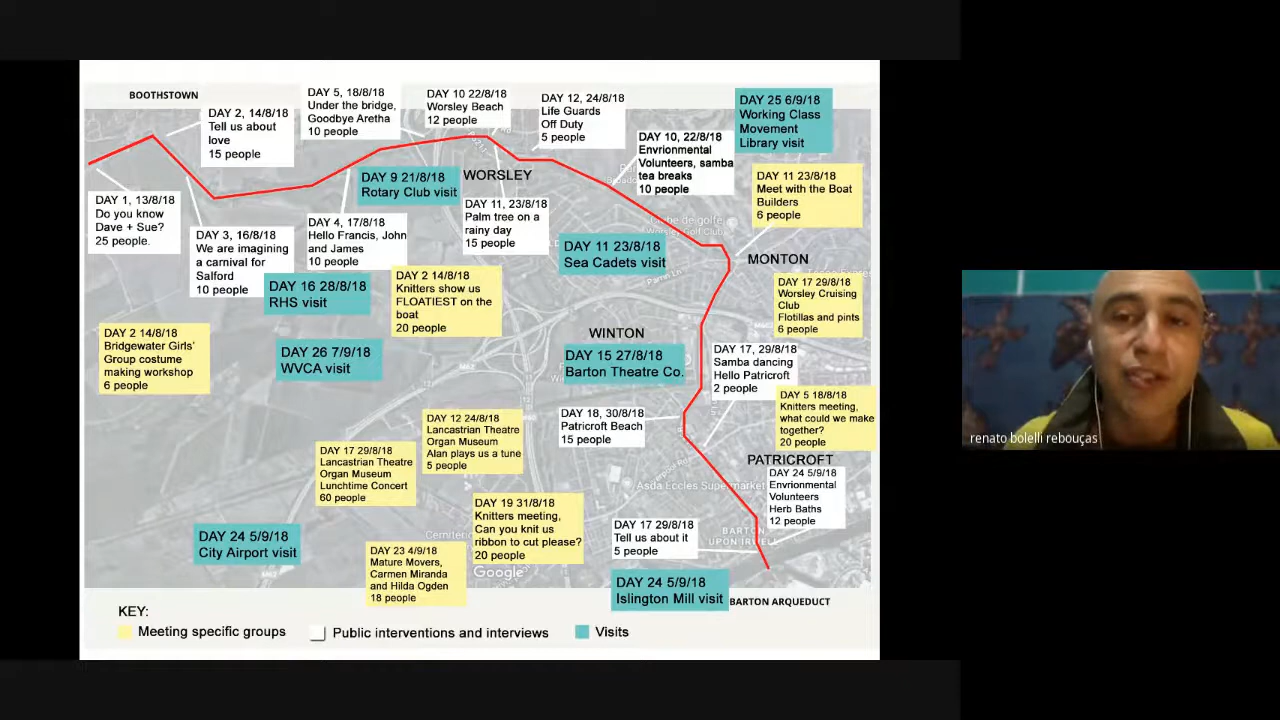 BOOTHSTOWN
DAY 2, 14/8/18
Tell us about
love
15 people
DAY 5, 18/8/18
Under the bridge,
Goodbye Aretha
10 people
DAY 10 22/8/18
Worsley Beach
12 people
DAY 12, 24/8/18
Life Guards
Off Duty
5 people
DAY 10, 22/8/18
Envrionmental
Volunteers, samba
tea breaks
10 people
DAY 25 6/9/18
Working Class
Movement
Library visit
DAY 9 21/8/18
Rotary Club visit
WORSLEY
DAY 11 23/8/18
Meet with the Boat
Builders
6 people
DAY 1, 13/8/18
Do you know
Dave + Sue?
25 people.
DAY 3, 16/8/18
We are imagining
a carnival for
Salford
10 people
DAY 4, 17/8/18
Hello Francis, John
and James
10 people
DAY 11, 23/8/18
Palm tree on a
rainy day
15 people
DAY 11 23/8/18
Sea Cadets visit
MONTON
DAY 16 28/8/18
RHS visit
DAY 2 14/8/18
Knitters show us
FLOATIEST on the
boat
20 people
DAY 17 29/8/18
Worsley Cruising
Club
Flotillas and pints
6 people
DAY 2 14/8/18
Bridgewater Girls'
Group costume
making workshop
6 people
DAY 26 7/9/18
WVCA visit
WINTON
DAY 15 27/8/18
Barton Theatre Co.
DAY 17, 29/8/18
Samba dancing
Hello Patricroft
2 people
DAY 5 18/8/18
Knitters meeting,
what could we make
together?
20 people
DAY 12 24/8/18
Lancastrian Theatre
Organ Museum
Alan plays us a tune
5 people
DAY 18, 30/8/18
Patricroft Beach
15 people
DAY 17 29/8/18
Lancastrian Theatre
Organ Museum
Lunchtime Concert
60 people
PATRICROFT
DAY 24 5/9/18
Envrionmental
Volunteers
Herb Baths
12 people
Asda Eccles Supermarket
DAY 19 31/8/18
Knitters meeting,
Can you knit us
ribbon to cut please?
20 people
DAY 17 29/8/18
Tell us about it
5 people
BARTON
UPON IRWELL
DAY 24 5/9/18
City Airport visit
DAY 23 4/9/18
Mature Movers,
Carmen Miranda
and Hilda Ogden
18 people
Google
DAY 24 5/9/18
Islington Mill visit
BARTON ARQUEDUCT
KEY:
Meeting specific groups
Public interventions and interviews
Visits
renato bolelli rebouças